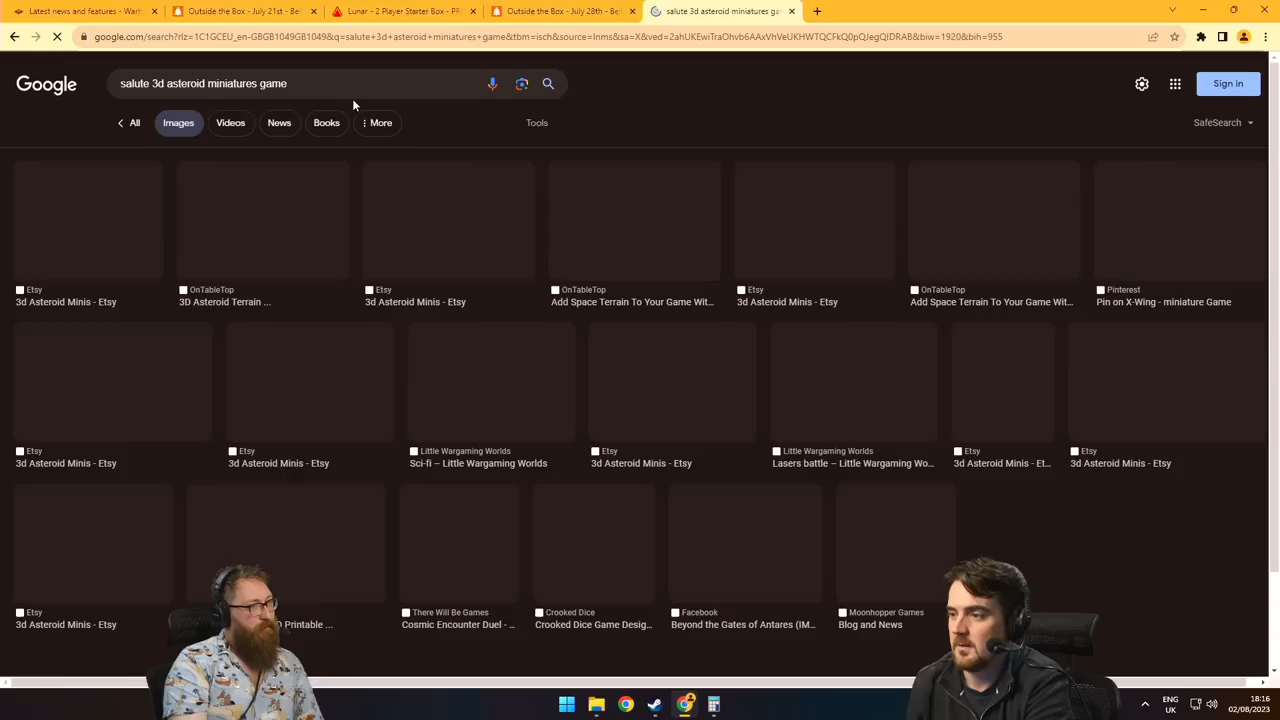 Latest news and features - Warh
Outside the Box - July 21st - Bel
Lunar - 2 Player Starter Box - PR
Outside the Box - July 28th - Bel
salute 3d asteroid miniatures ga
google.com/search?rlz=1C1GCEU_en-GBGB1049GB1049&q=salute+3d+asteroid+miniatures+game&tbm=isch&source=lnms&sa=X&ved=2ahUKEwiTraOhvb6AAxVhVeUKHWTQCFkQ0pQJegQIDRAB&biw=1920&bih=955
Google
salute 3d asteroid miniatures game
Sign in
All
Images
Videos
News
Books
More
Tools
SafeSearch
Etsy
3d Asteroid Minis - Etsy
OnTableTop
3D Asteroid Terrain ...
Etsy
3d Asteroid Minis - Etsy
OnTableTop
Add Space Terrain To Your Game Wit...
Etsy
3d Asteroid Minis - Etsy
OnTableTop
Add Space Terrain To Your Game Wit...
Pinterest
Pin on X-Wing - miniature Game
Etsy
3d Asteroid Minis - Etsy
Etsy
3d Asteroid Minis - Etsy
Little Wargaming Worlds
Sci-fi – Little Wargaming Worlds
Etsy
3d Asteroid Minis - Etsy
Little Wargaming Worlds
Lasers battle – Little Wargaming Wo...
Etsy
3d Asteroid Minis - Et...
Etsy
3d Asteroid Minis - Etsy
Etsy
3d Asteroid Minis - Etsy
Printable ...
There Will Be Games
Cosmic Encounter Duel - ...
Crooked Dice
Crooked Dice Game Desig...
Facebook
Beyond the Gates of Antares (IM...
Moonhopper Games
Blog and News
ENG
UK
18:16
02/08/2023